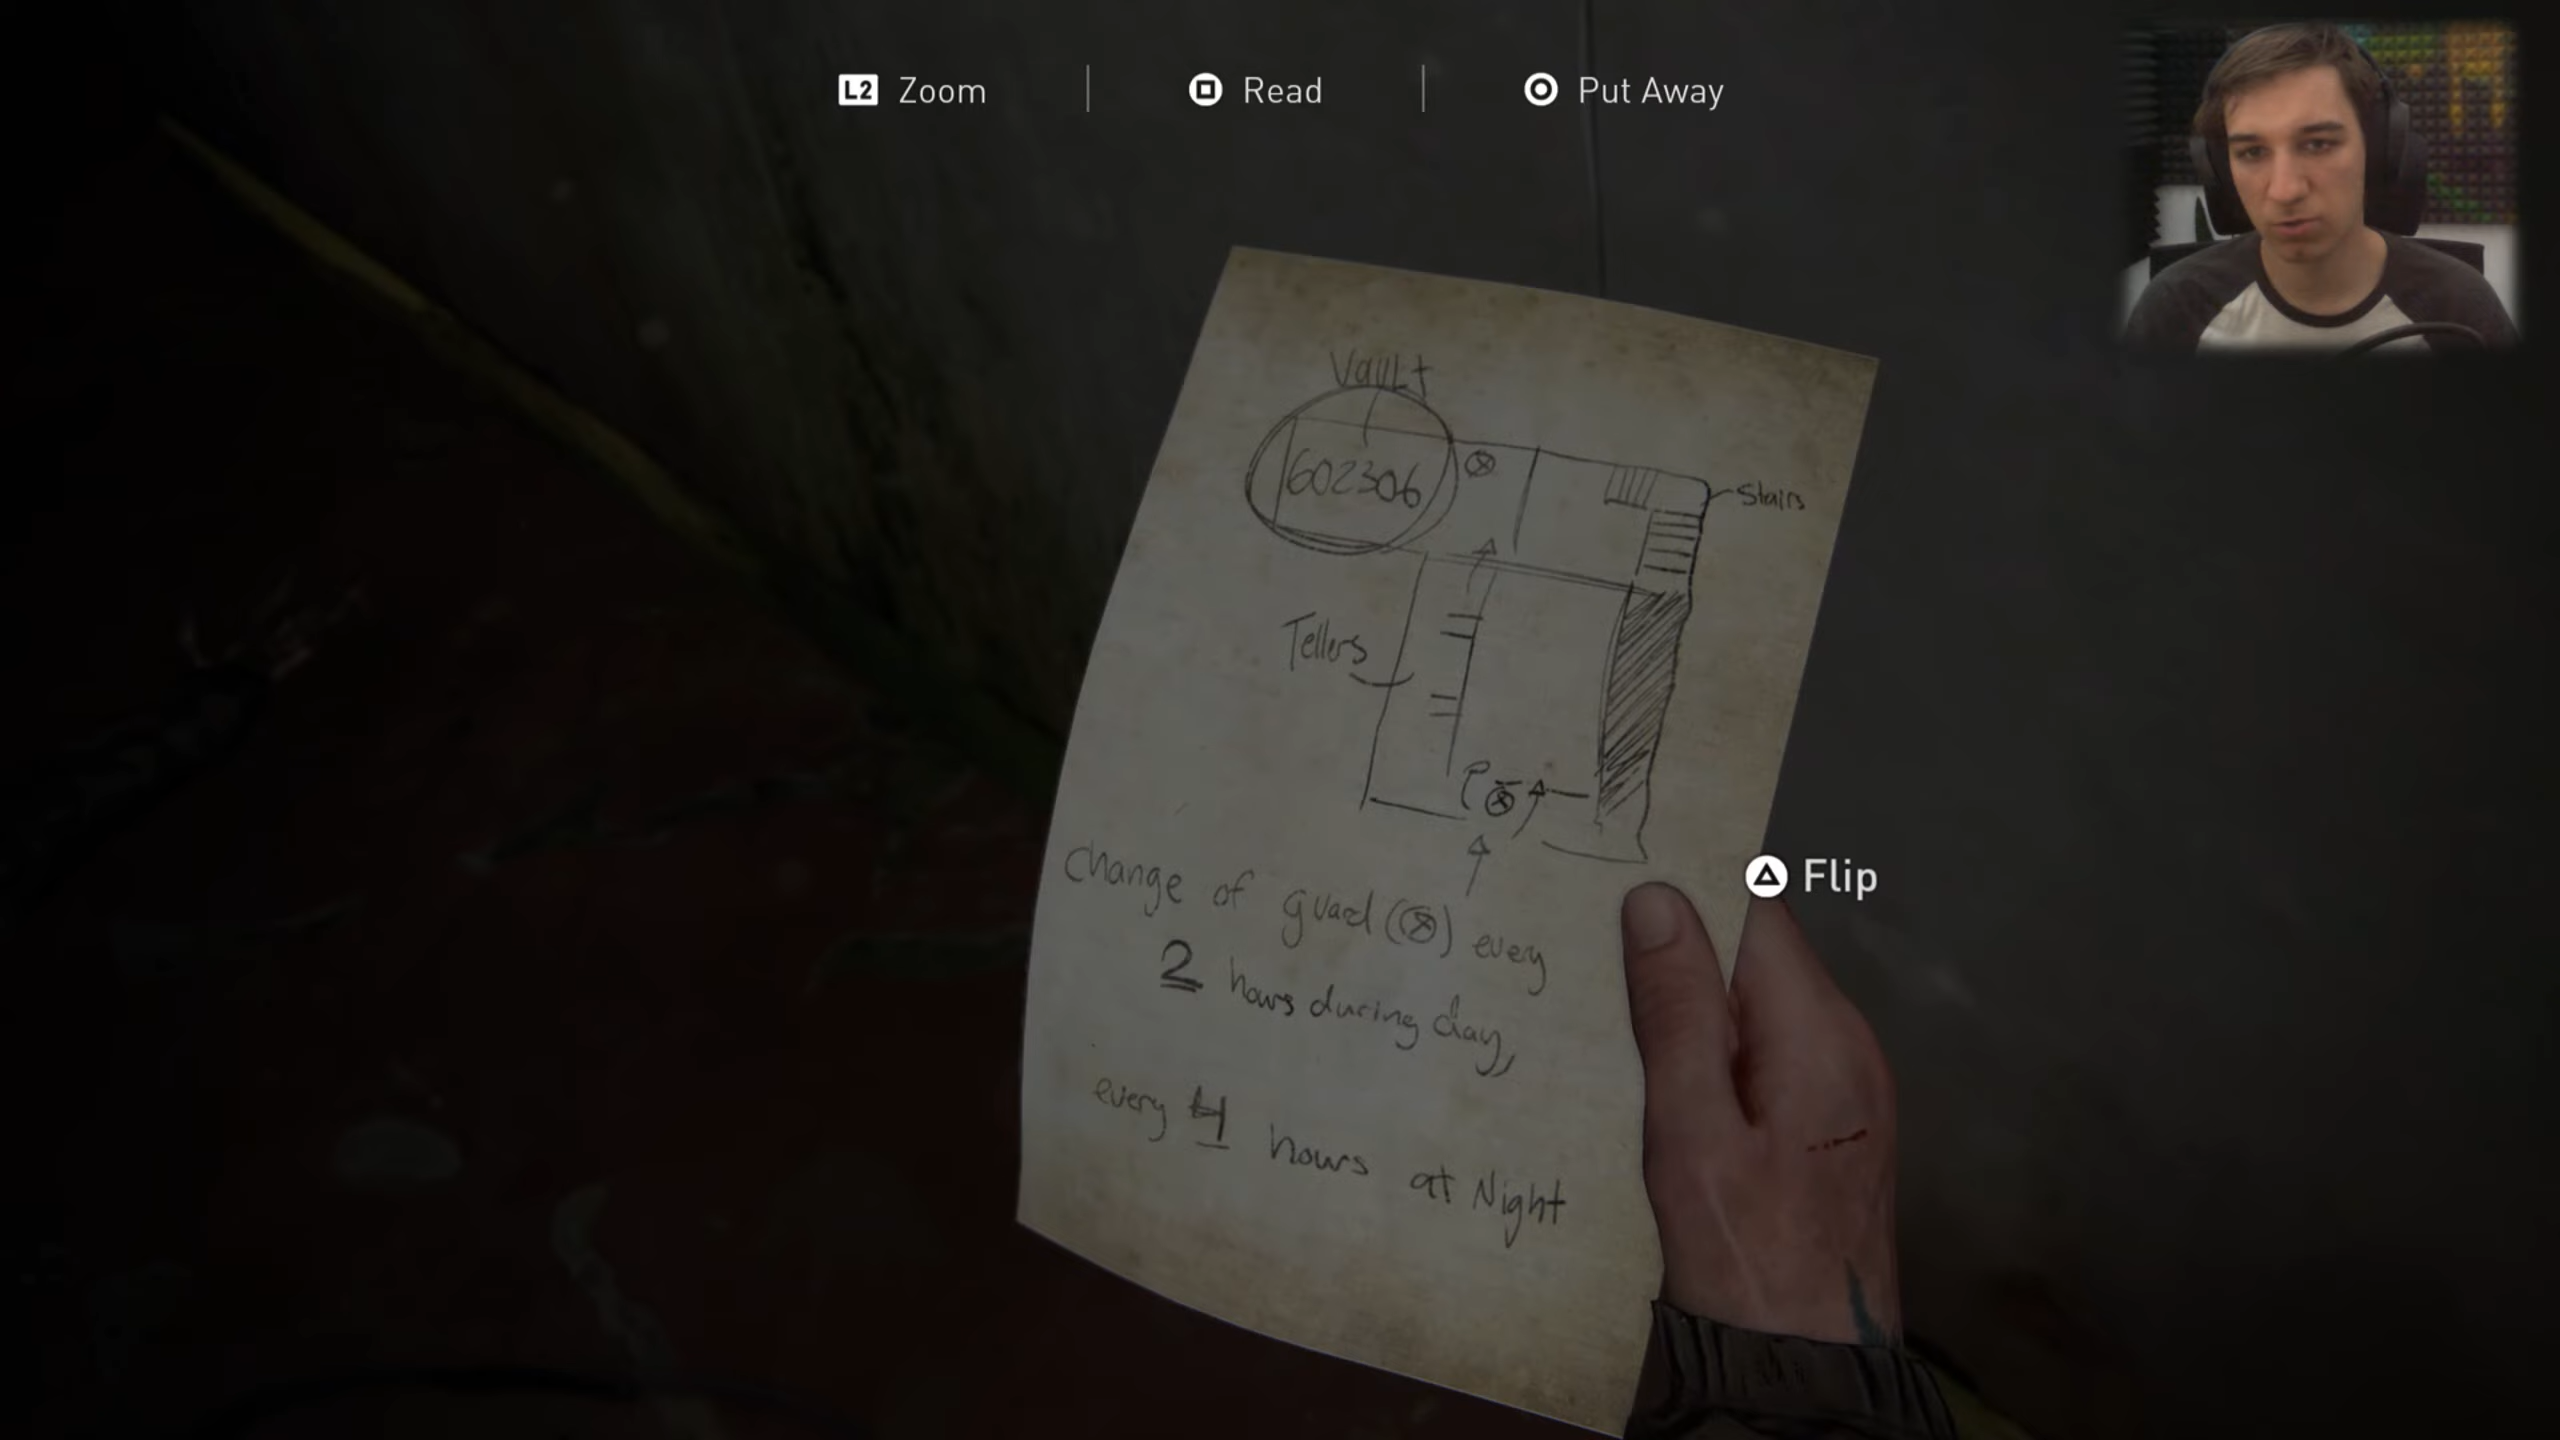 L2 Zoom
Read
Put Away
Vault
602306
Stairs
Tellers
Flip
Change of guard (⊗) every
2 hours during day,
every 4 hours at Night